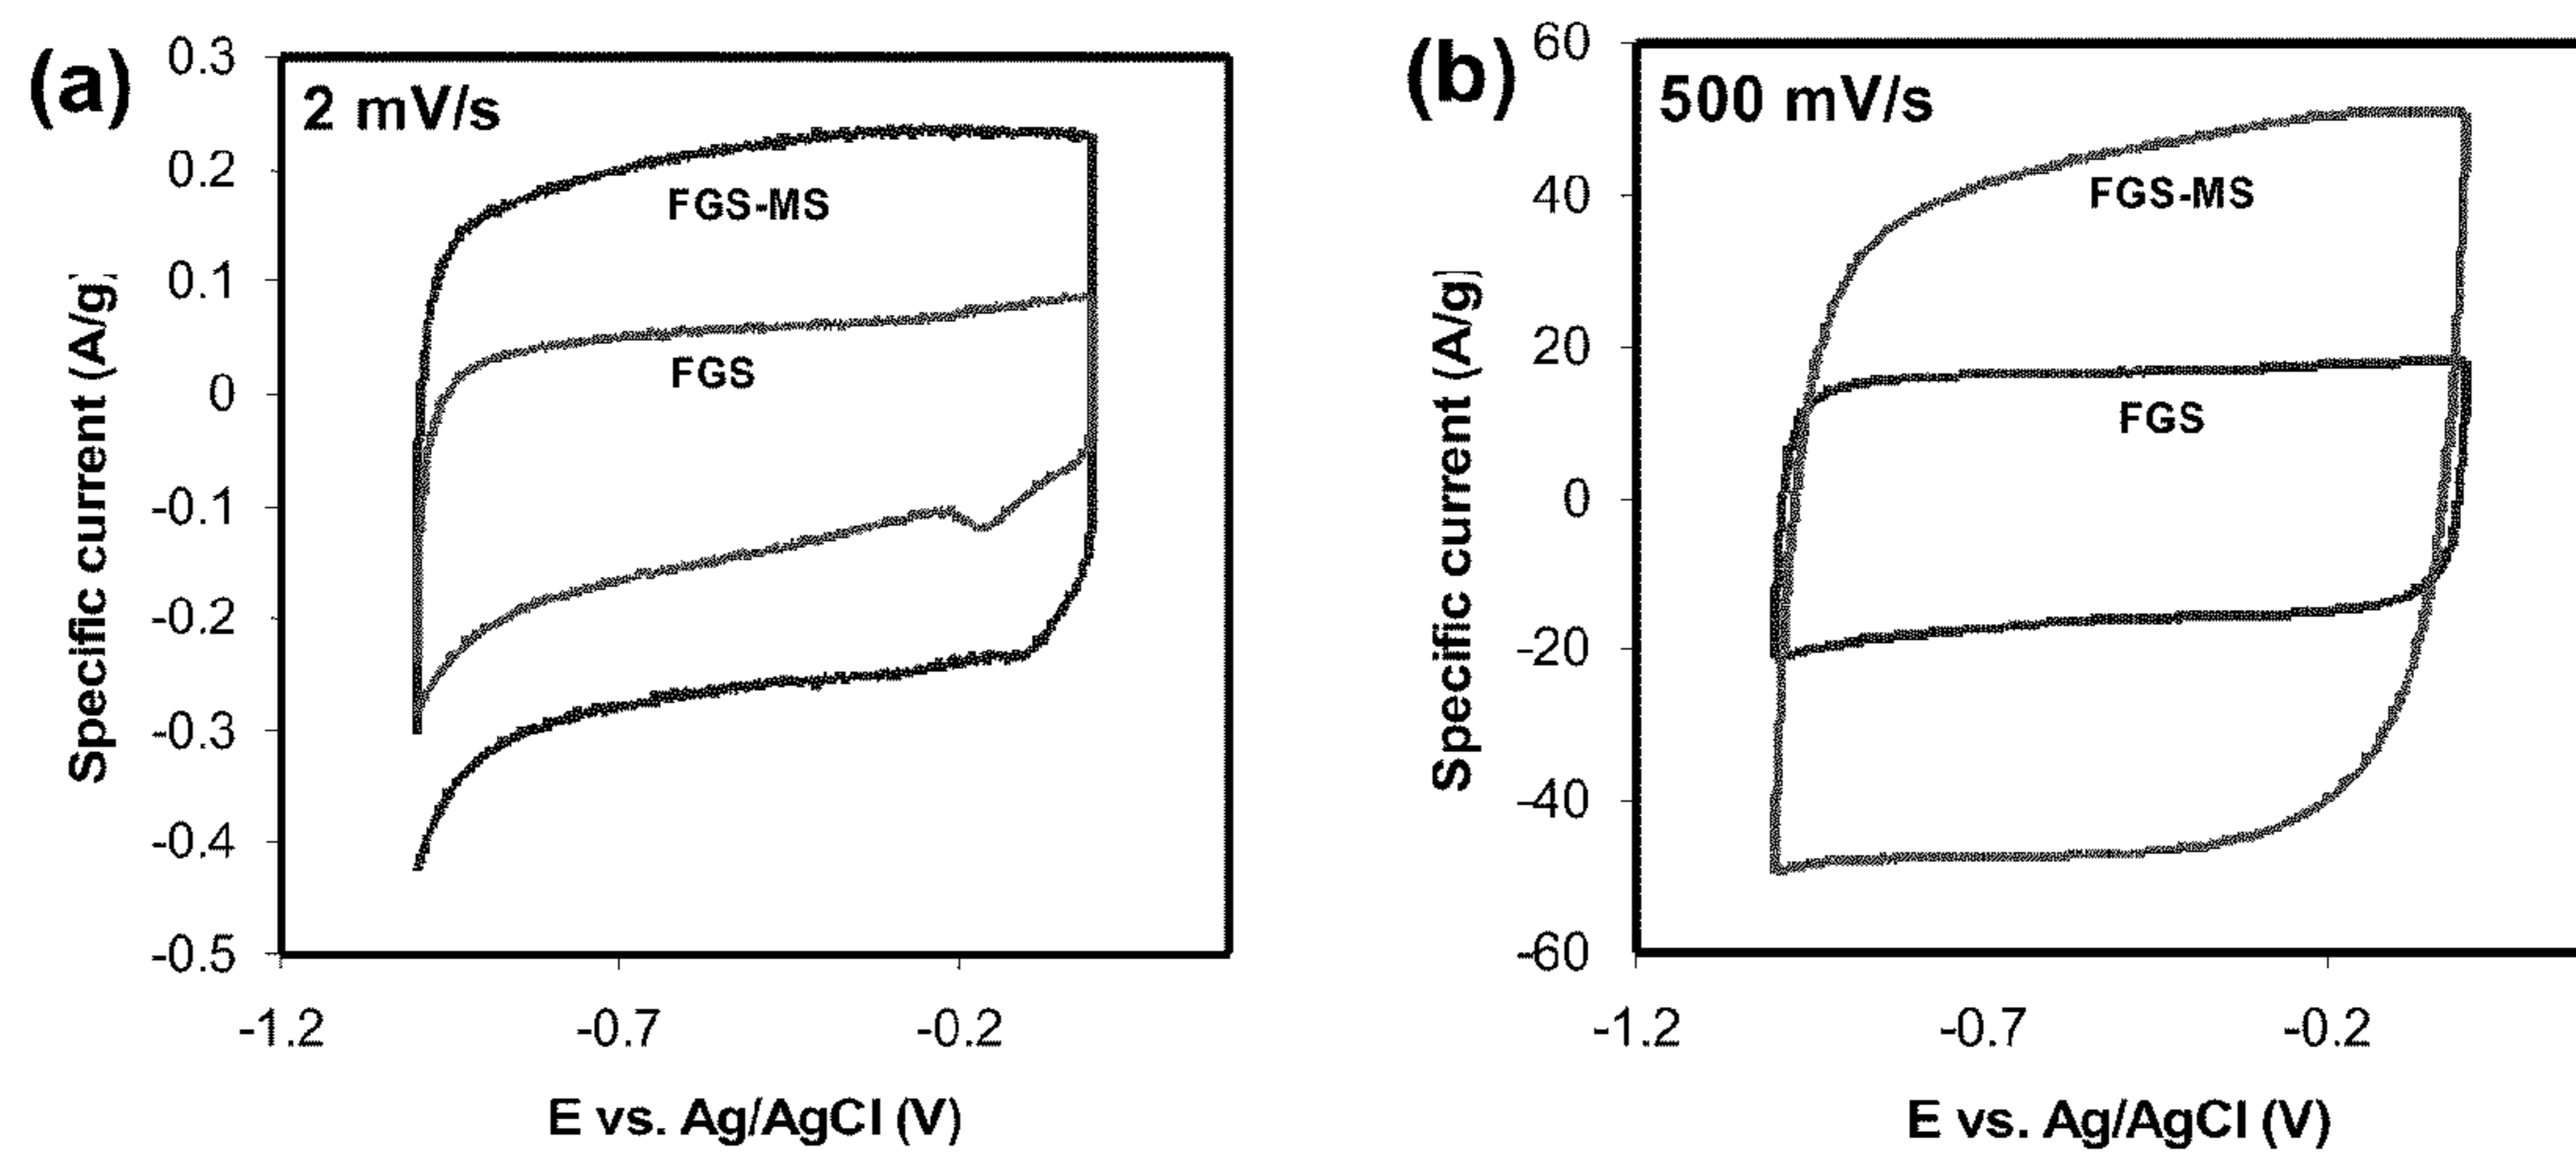 (a)
2 mV/s
0.3
0.2
0.1
0
-0.1
-0.2
-0.3
-0.4
-0.5
Specific current (A/g)
FGS-MS
FGS
-1.2
-0.7
-0.2
E vs. Ag/AgCl (V)
(b)
500 mV/s
60
40
20
0
-20
-40
-60
Specific current (A/g)
FGS-MS
FGS
-1.2
-0.7
-0.2
E vs. Ag/AgCl (V)